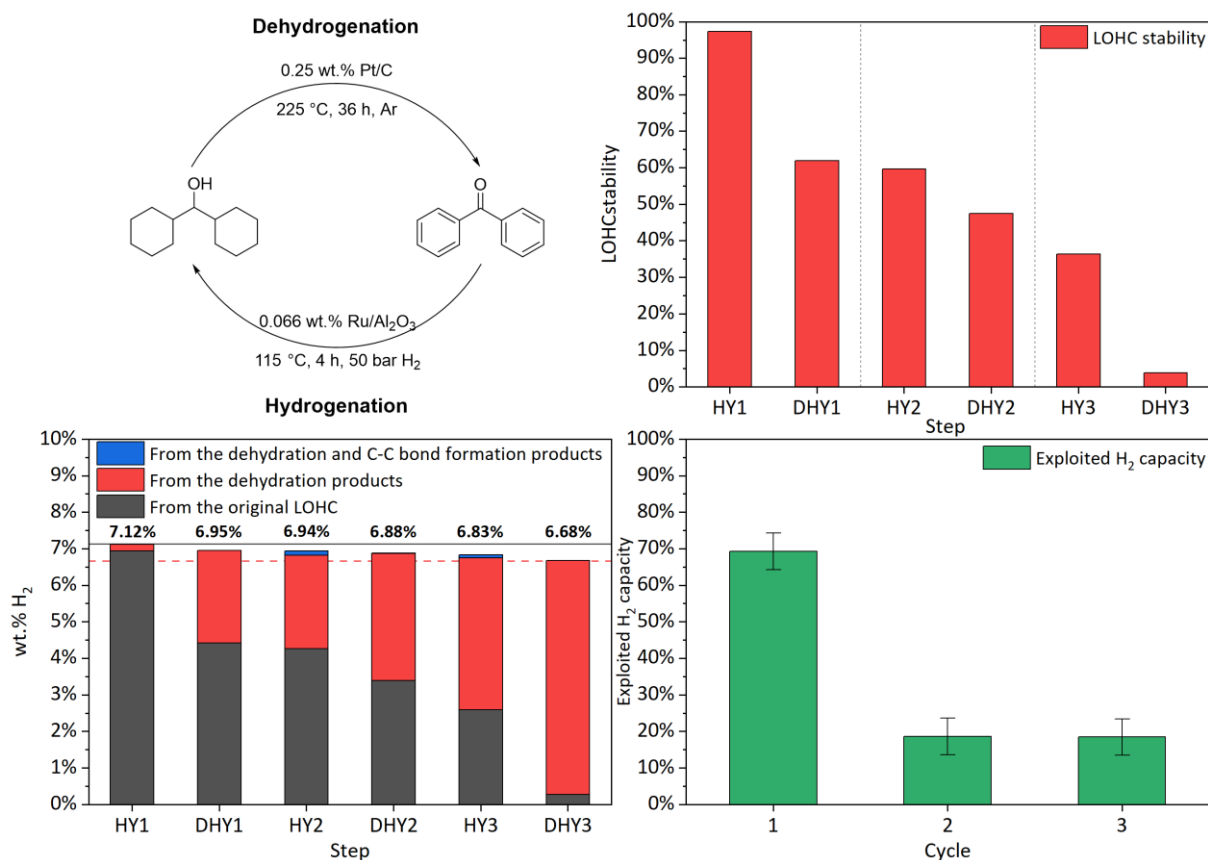 Dehydrogenation
0.25 wt.% Pt/C
225 °C, 36 h, Ar
OH
O
0.066 wt.% Ru/Al₂O₃
115 °C, 4 h, 50 bar H₂
Hydrogenation
LOHC stability
100%
90%
80%
70%
60%
50%
40%
30%
20%
10%
0%
LOHCstability
HY1 DHY1 HY2 DHY2 HY3 DHY3
Step
From the dehydration and C-C bond formation products
From the dehydration products
From the original LOHC
7.12% 6.95% 6.94% 6.88% 6.83% 6.68%
10%
9%
8%
7%
6%
5%
4%
3%
2%
1%
0%
wt.% H₂
HY1 DHY1 HY2 DHY2 HY3 DHY3
Step
Exploited H₂ capacity
100%
90%
80%
70%
60%
50%
40%
30%
20%
10%
0%
Exploited H₂ capacity
1 2 3
Cycle